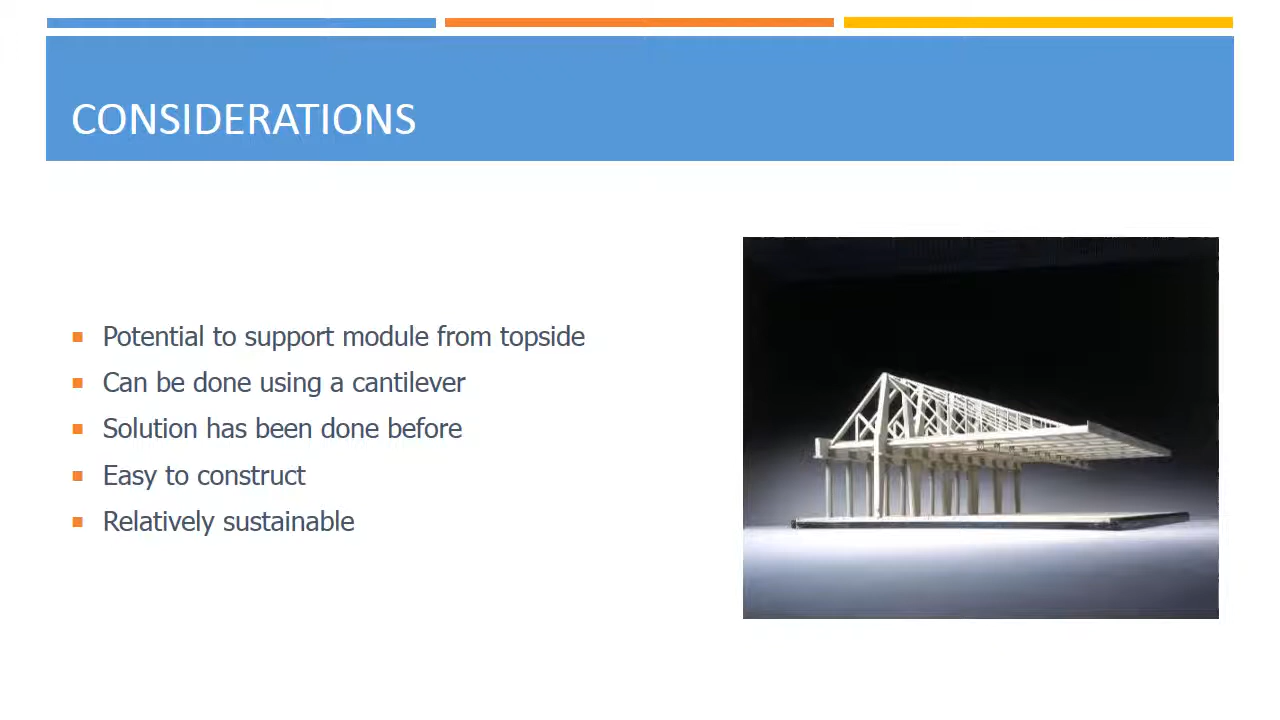 CONSIDERATIONS
Potential to support module from topside
Can be done using a cantilever
Solution has been done before
Easy to construct
Relatively sustainable